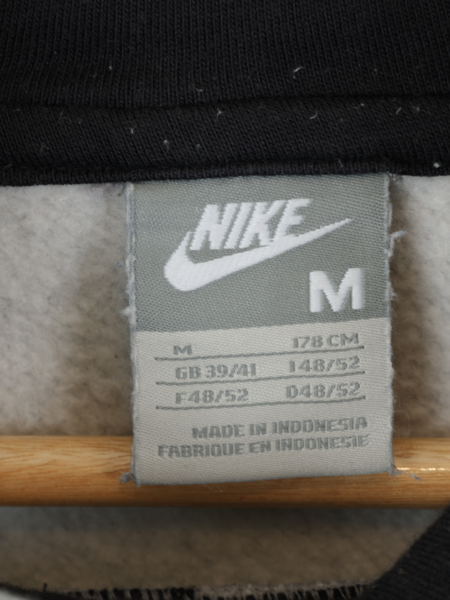 NIKE
M
M 178 CM
GB 39/41 I48/52
F48/52 D48/52
MADE IN INDONESIA
FABRIQUE EN INDONESIE